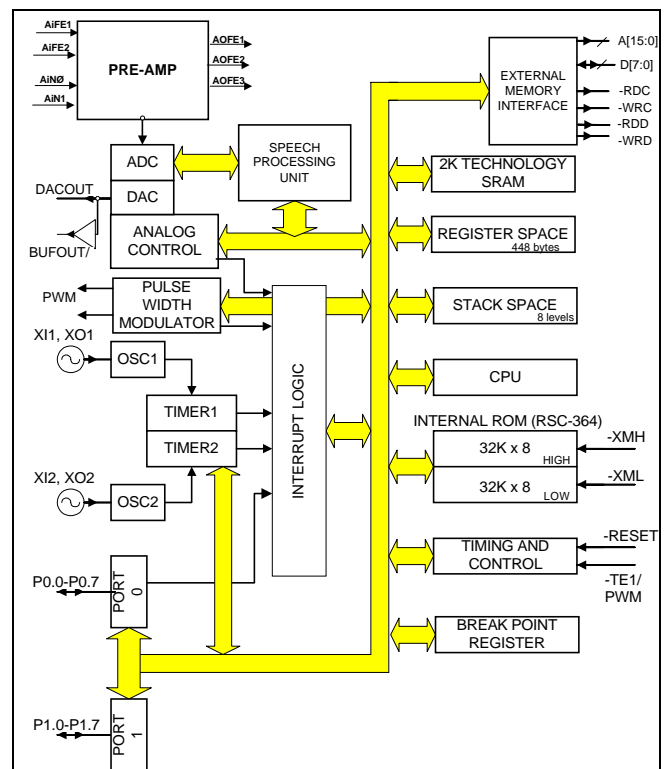 AiFE1
AiFE2
AiNØ
AiN1
PRE-AMP
AOFE1
AOFE2
AOFE3
EXTERNAL
MEMORY
INTERFACE
A[15:0]
D[7:0]
-RDC
-WRC
-RDD
-WRD
ADC
DAC
ANALOG
CONTROL
SPEECH
PROCESSING
UNIT
DACOUT
BUFOUT/
2K TECHNOLOGY
SRAM
REGISTER SPACE
448 bytes
PWM
PULSE
WIDTH
MODULATOR
STACK SPACE
8 levels
XI1, XO1
OSC1
TIMER1
TIMER2
INTERRUPT LOGIC
CPU
INTERNAL ROM (RSC-364)
32K x 8
HIGH
32K x 8
LOW
-XMH
-XML
XI2, XO2
OSC2
TIMING AND
CONTROL
-RESET
-TE1/
PWM
P0.0-P0.7
PORT
0
BREAK POINT
REGISTER
P1.0-P1.7
PORT
1